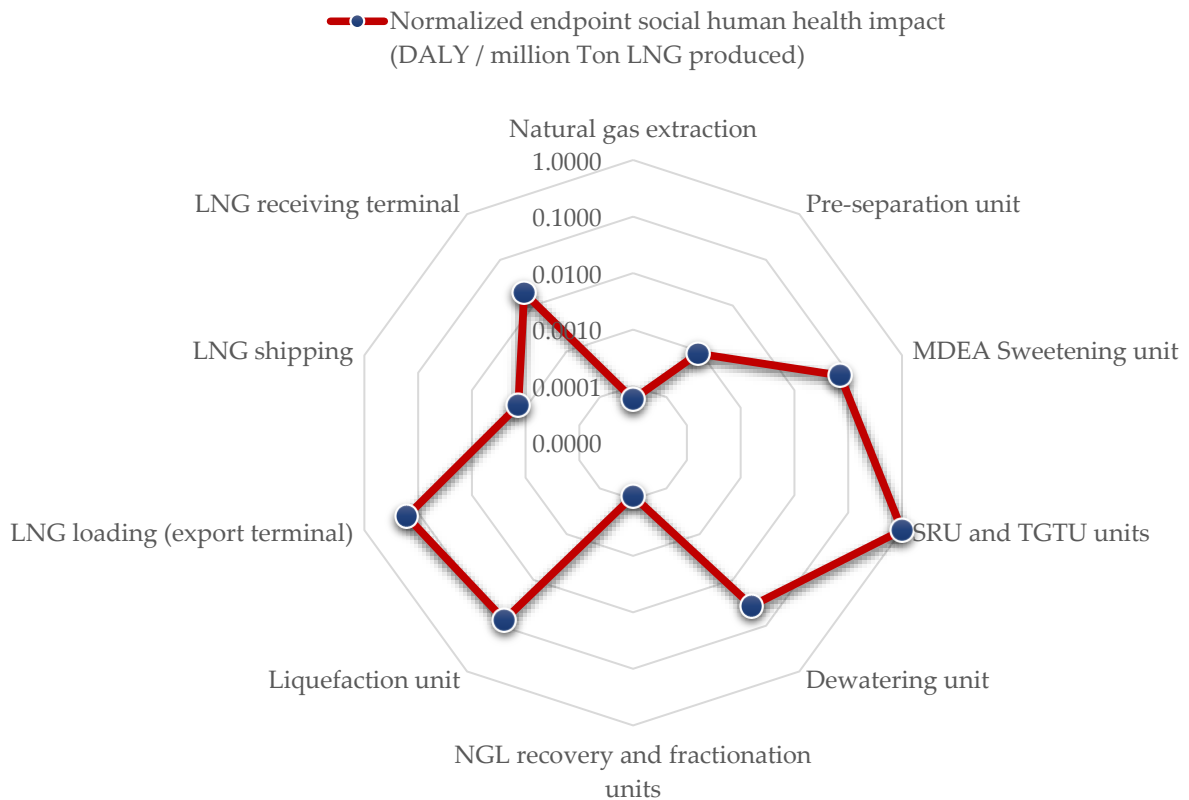 Normalized endpoint social human health impact
(DALY / million Ton LNG produced)
Natural gas extraction
1.0000
LNG receiving terminal
Pre-separation unit
0.1000
0.0100
0.0010
LNG shipping
MDEA Sweetening unit
0.0001
0.0000
LNG loading (export terminal)
SRU and TGTU units
Liquefaction unit
Dewatering unit
NGL recovery and fractionation
units